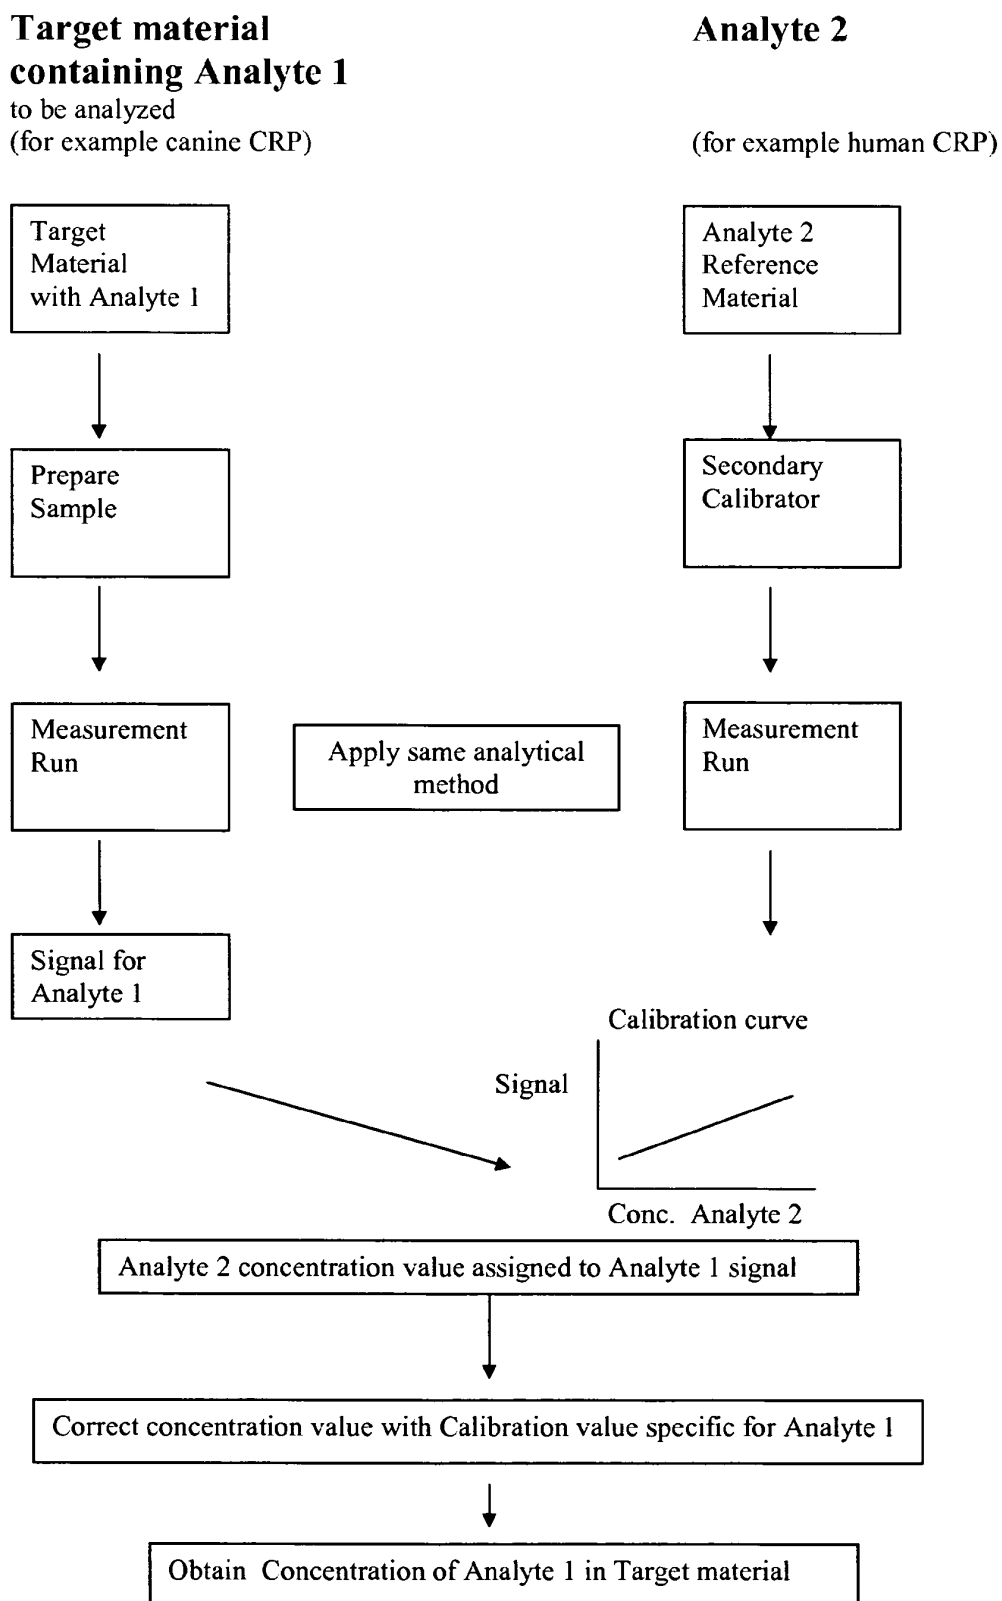 Target material
containing Analyte 1
to be analyzed
(for example canine CRP)
Analyte 2
(for example human CRP)
Target
Material
with Analyte 1
Analyte 2
Reference
Material
Prepare
Sample
Secondary
Calibrator
Measurement
Run
Apply same analytical
method
Measurement
Run
Signal for
Analyte 1
Calibration curve
Signal
Conc. Analyte 2
Analyte 2 concentration value assigned to Analyte 1 signal
Correct concentration value with Calibration value specific for Analyte 1
Obtain Concentration of Analyte 1 in Target material